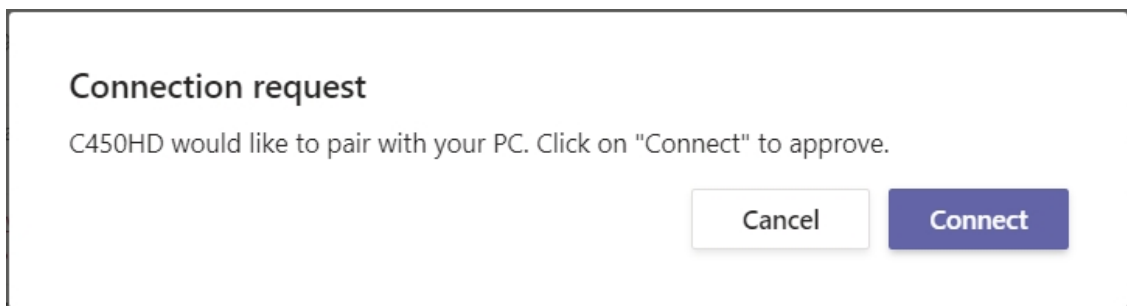 Connection request
C450HD would like to pair with your PC. Click on "Connect" to approve.
Cancel Connect